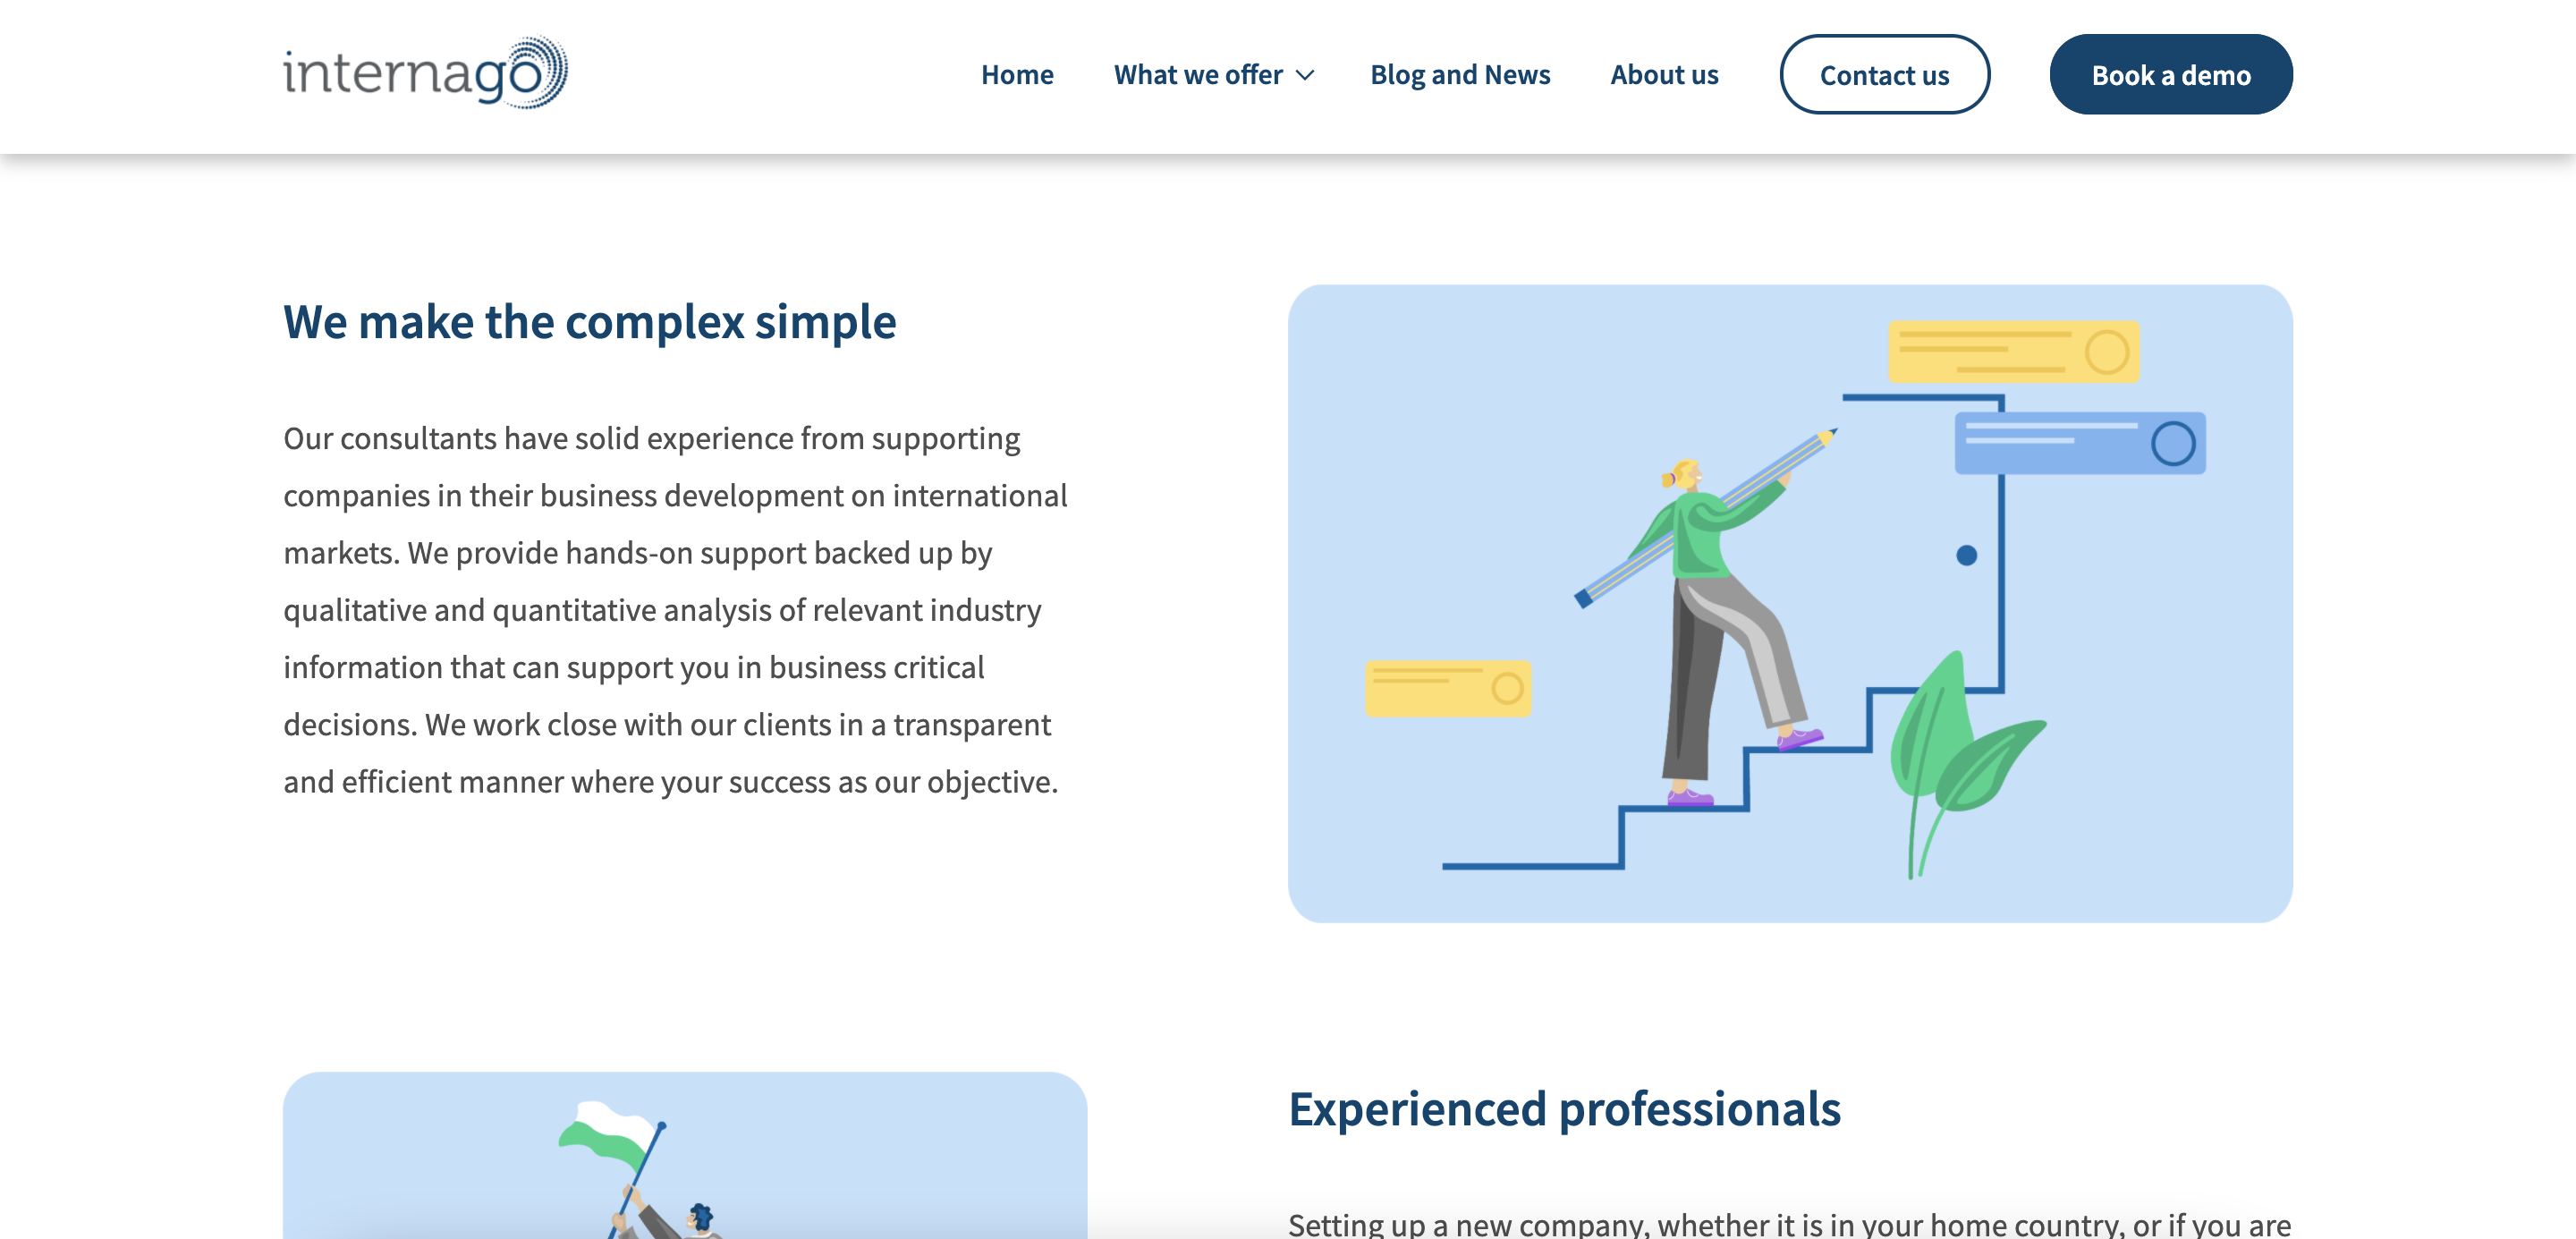 internago
Home
What we offer
Blog and News
About us
Contact us
Book a demo
We make the complex simple
Our consultants have solid experience from supporting
companies in their business development on international
markets. We provide hands-on support backed up by
qualitative and quantitative analysis of relevant industry
information that can support you in business critical
decisions. We work close with our clients in a transparent
and efficient manner where your success as our objective.
Experienced professionals
Setting up a new company, whether it is in your home country, or if you are